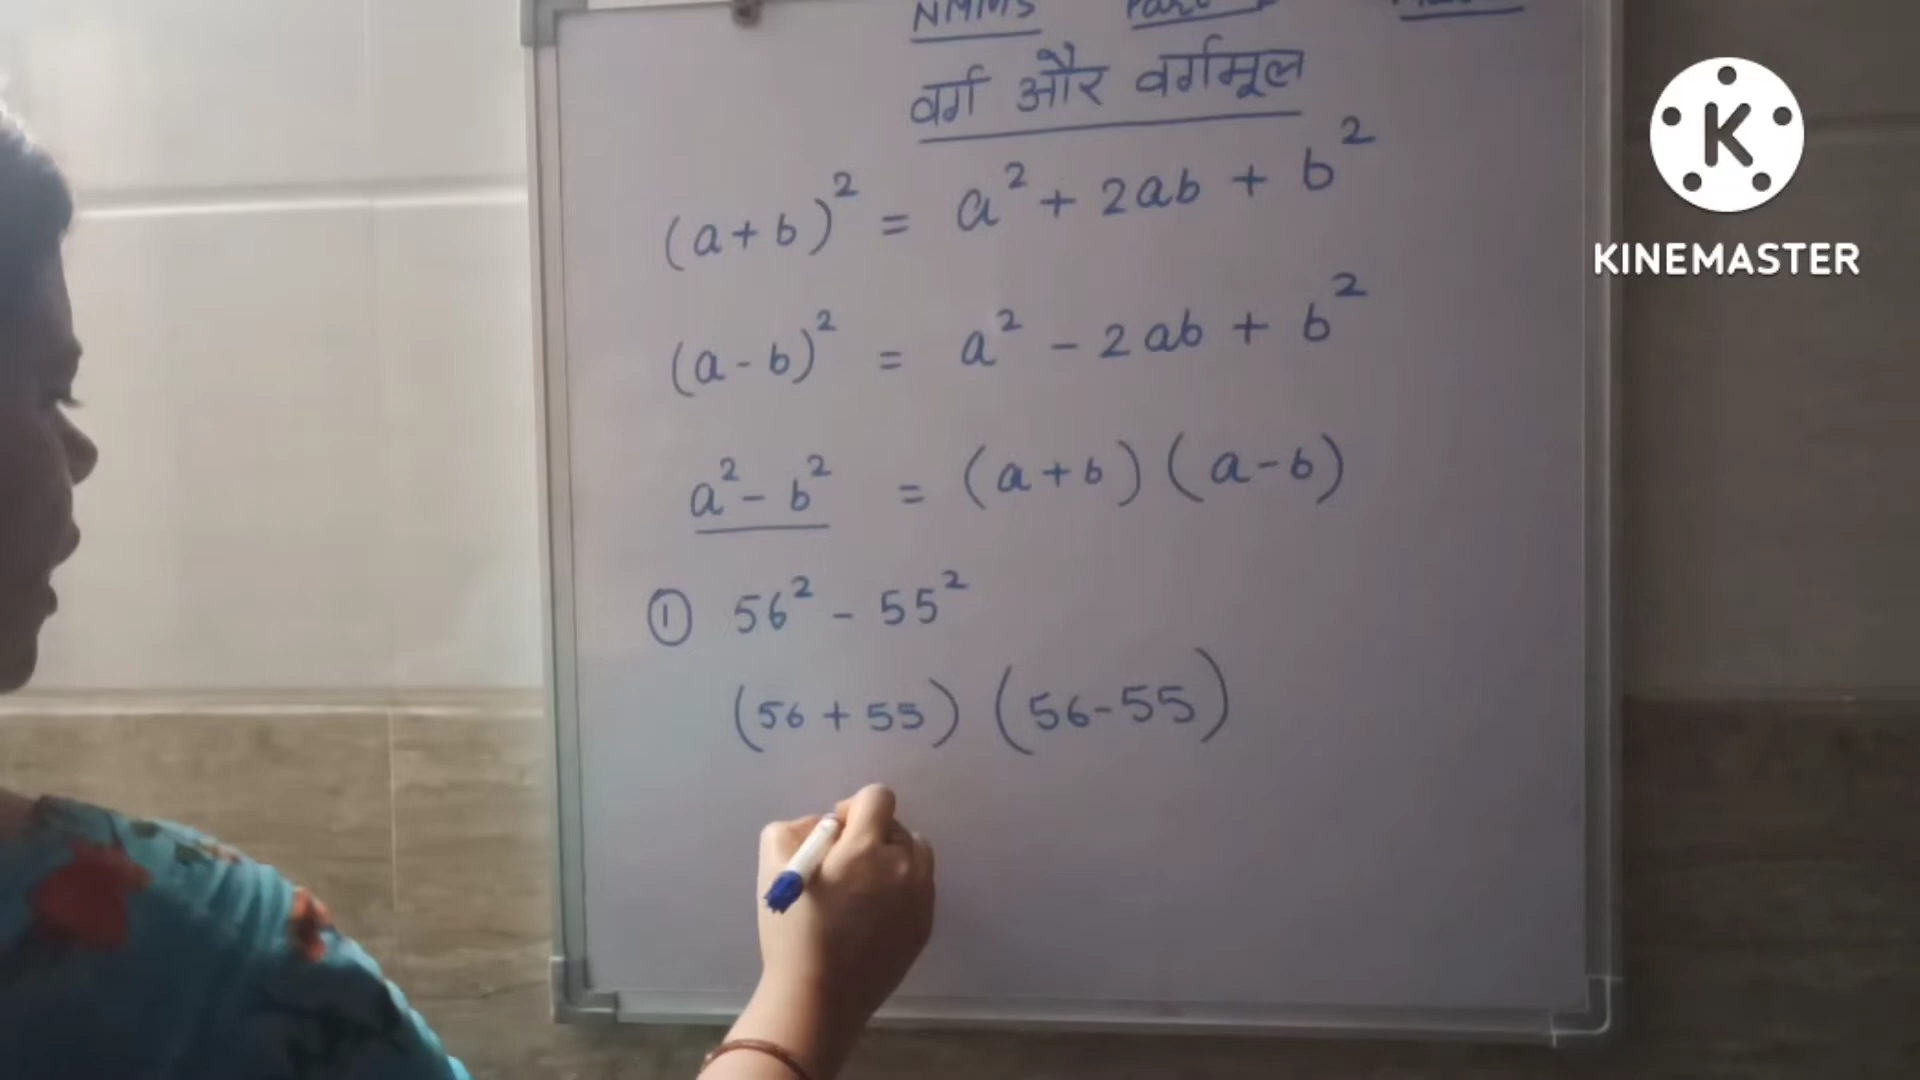 NMMS
वर्ग और वर्गमूल
(a+b)² = a² + 2ab + b²
(a-b)² = a² - 2ab + b²
a² - b² = (a+b) (a-b)
① 56² - 55²
(56 + 55) (56-55)
K
KINEMASTER